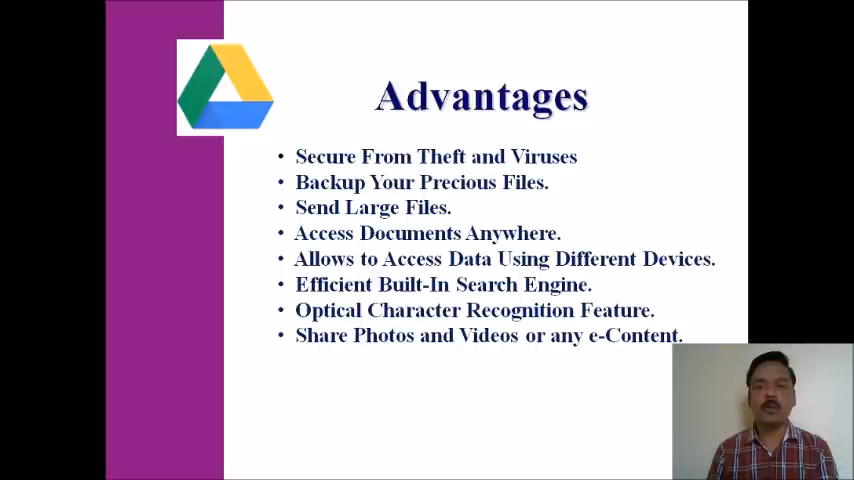 Advantages
• Secure From Theft and Viruses
• Backup Your Precious Files.
• Send Large Files.
• Access Documents Anywhere.
• Allows to Access Data Using Different Devices.
• Efficient Built-In Search Engine.
• Optical Character Recognition Feature.
• Share Photos and Videos or any e-Content.